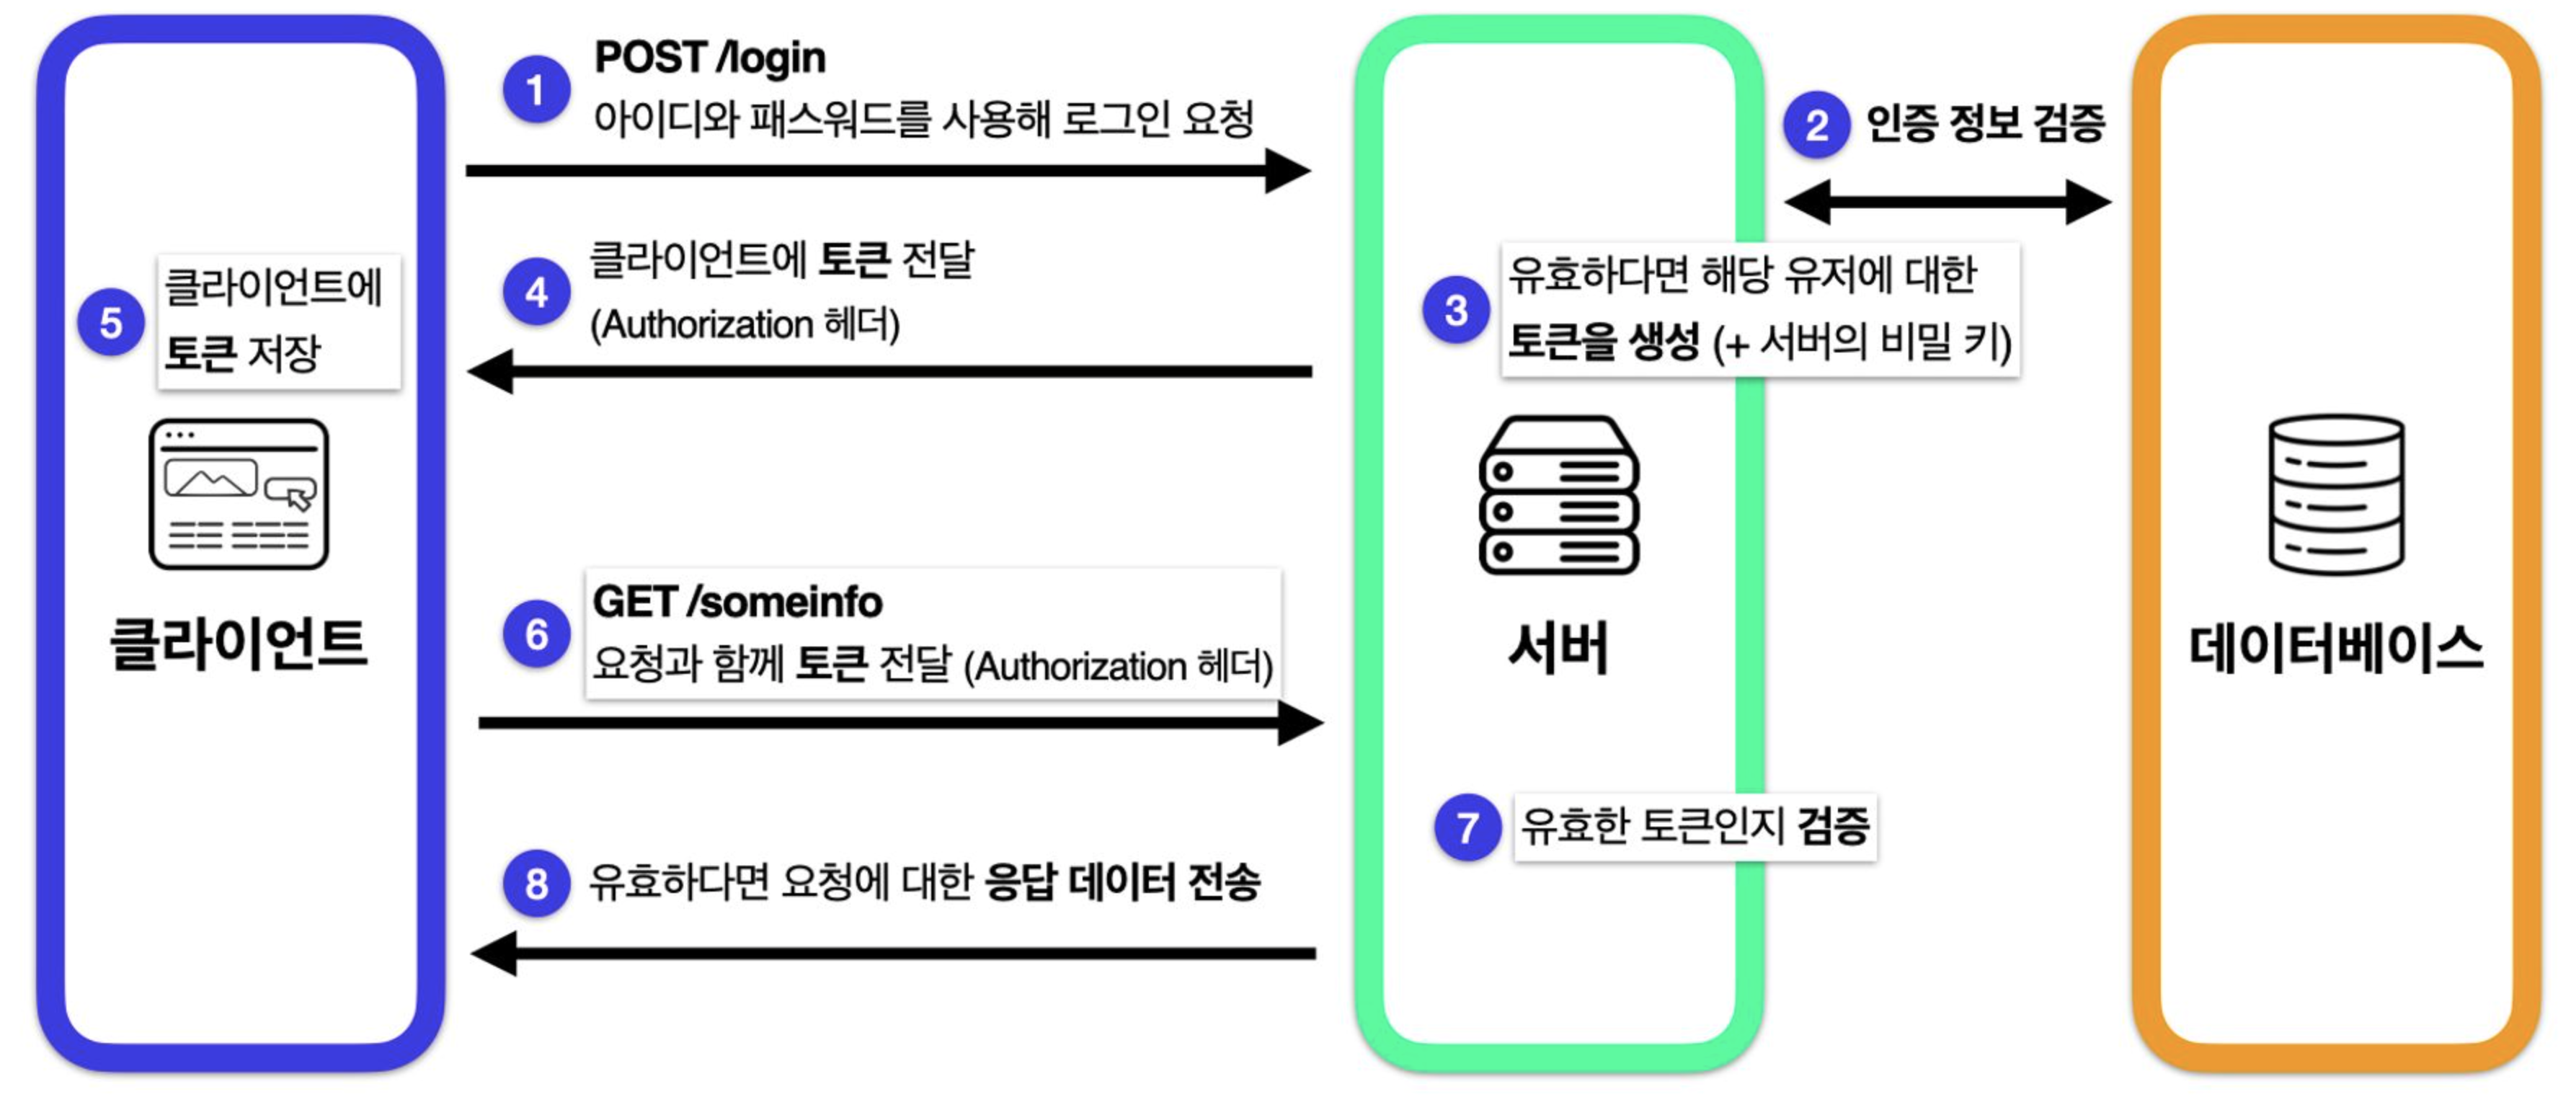 1
POST /login
아이디와 패스워드를 사용해 로그인 요청
2
인증 정보 검증
3
유효하다면 해당 유저에 대한
토큰을 생성 (+ 서버의 비밀 키)
4
클라이언트에 토큰 전달
(Authorization 헤더)
5
클라이언트에
토큰 저장
클라이언트
서버
데이터베이스
6
GET /someinfo
요청과 함께 토큰 전달 (Authorization 헤더)
7
유효한 토큰인지 검증
8
유효하다면 요청에 대한 응답 데이터 전송